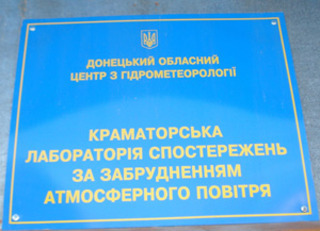 ДОНЕЦЬКИЙ ОБЛАСНИЙ
ЦЕНТР З ГІДРОМЕТЕОРОЛОГІЇ
КРАМАТОРСЬКА
ЛАБОРАТОРІЯ СПОСТЕРЕЖЕНЬ
ЗА ЗАБРУДНЕННЯМ
АТМОСФЕРНОГО ПОВІТРЯ